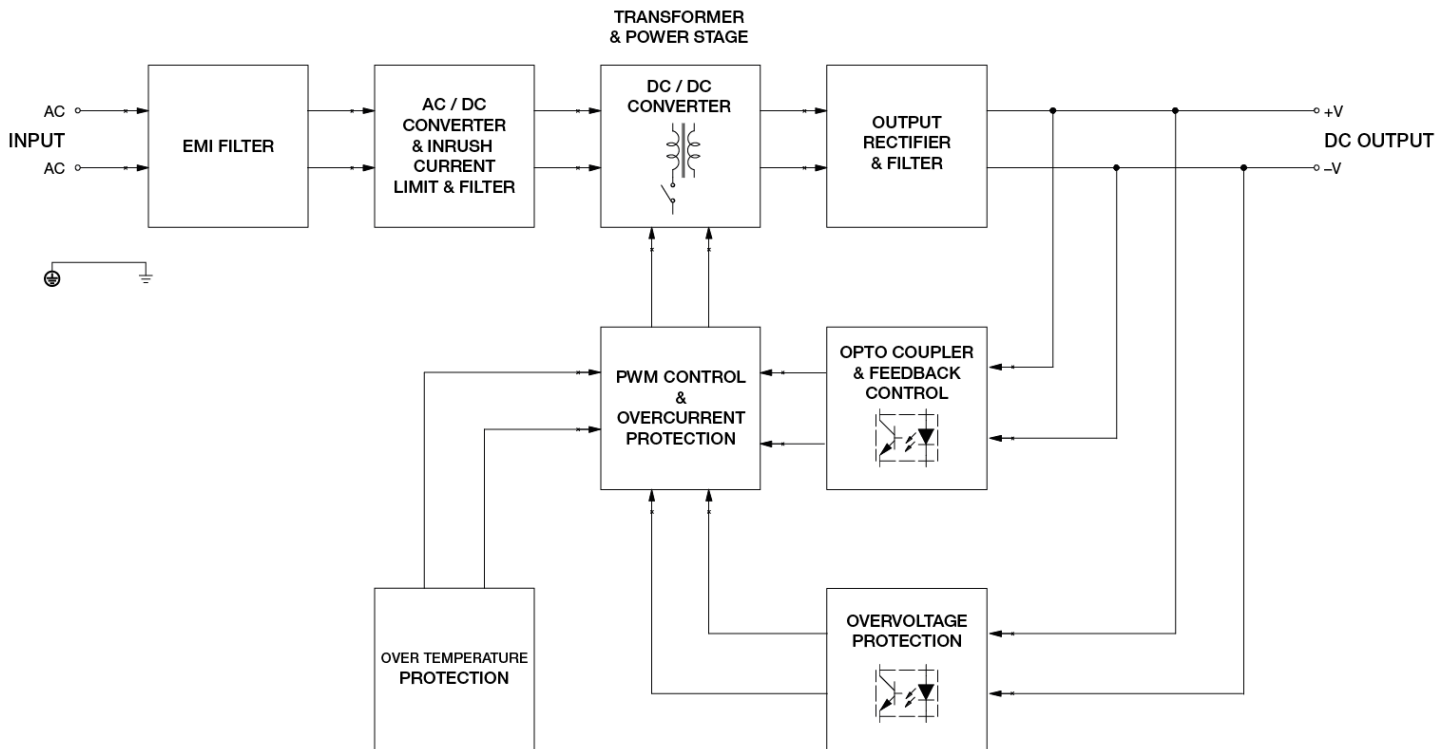 TRANSFORMER
& POWER STAGE
AC
INPUT
AC
EMI FILTER
AC / DC
CONVERTER
& INRUSH
CURRENT
LIMIT & FILTER
DC / DC
CONVERTER
OUTPUT
RECTIFIER
& FILTER
+V
DC OUTPUT
–V
PWM CONTROL
&
OVERCURRENT
PROTECTION
OPTO COUPLER
& FEEDBACK
CONTROL
OVER TEMPERATURE
PROTECTION
OVERVOLTAGE
PROTECTION